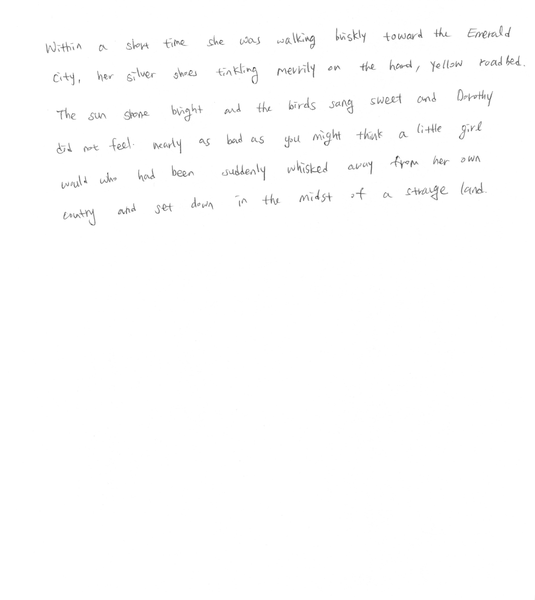 Within a short time she was walking briskly toward the Emerald
City, her silver shoes tinkling merrily on the hard, yellow roadbed.
The sun shone bright and the birds sang sweet and Dorothy
did not feel. nearly as bad as you might think a little girl
would who had been suddenly whisked away from her own
country and set down in the midst of a strange land.